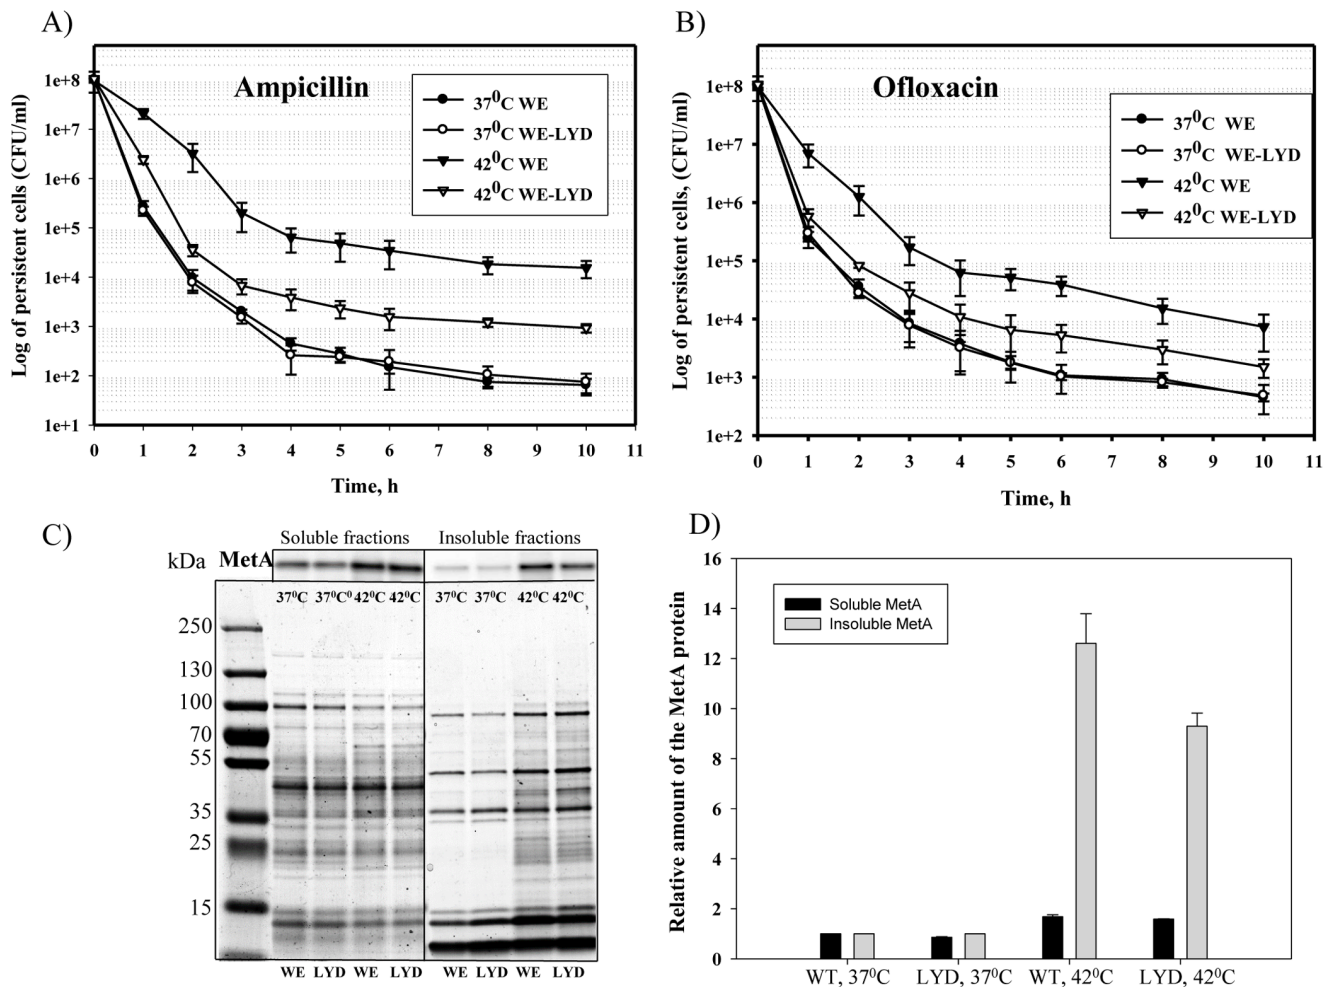 A)
Ampicillin
37⁰C WE
37⁰C WE-LYD
42⁰C WE
42⁰C WE-LYD
Log of persistent cells (CFU/ml)
1e+8
1e+7
1e+6
1e+5
1e+4
1e+3
1e+2
1e+1
0 1 2 3 4 5 6 7 8 9 10 11
Time, h
B)
Ofloxacin
37⁰C WE
37⁰C WE-LYD
42⁰C WE
42⁰C WE-LYD
Log of persistent cells, (CFU/ml)
1e+8
1e+7
1e+6
1e+5
1e+4
1e+3
1e+2
0 1 2 3 4 5 6 7 8 9 10 11
Time, h
C)
Soluble fractions Insoluble fractions
kDa MetA
37⁰C 37⁰C⁰ 42⁰C 42⁰C 37⁰C 37⁰C 42⁰C 42⁰C
250
130
100
70
55
35
25
15
WE LYD WE LYD WE LYD WE LYD
D)
Soluble MetA
Insoluble MetA
Relative amount of the MetA protein
16
14
12
10
8
6
4
2
0
WT, 37⁰C LYD, 37⁰C WT, 42⁰C LYD, 42⁰C